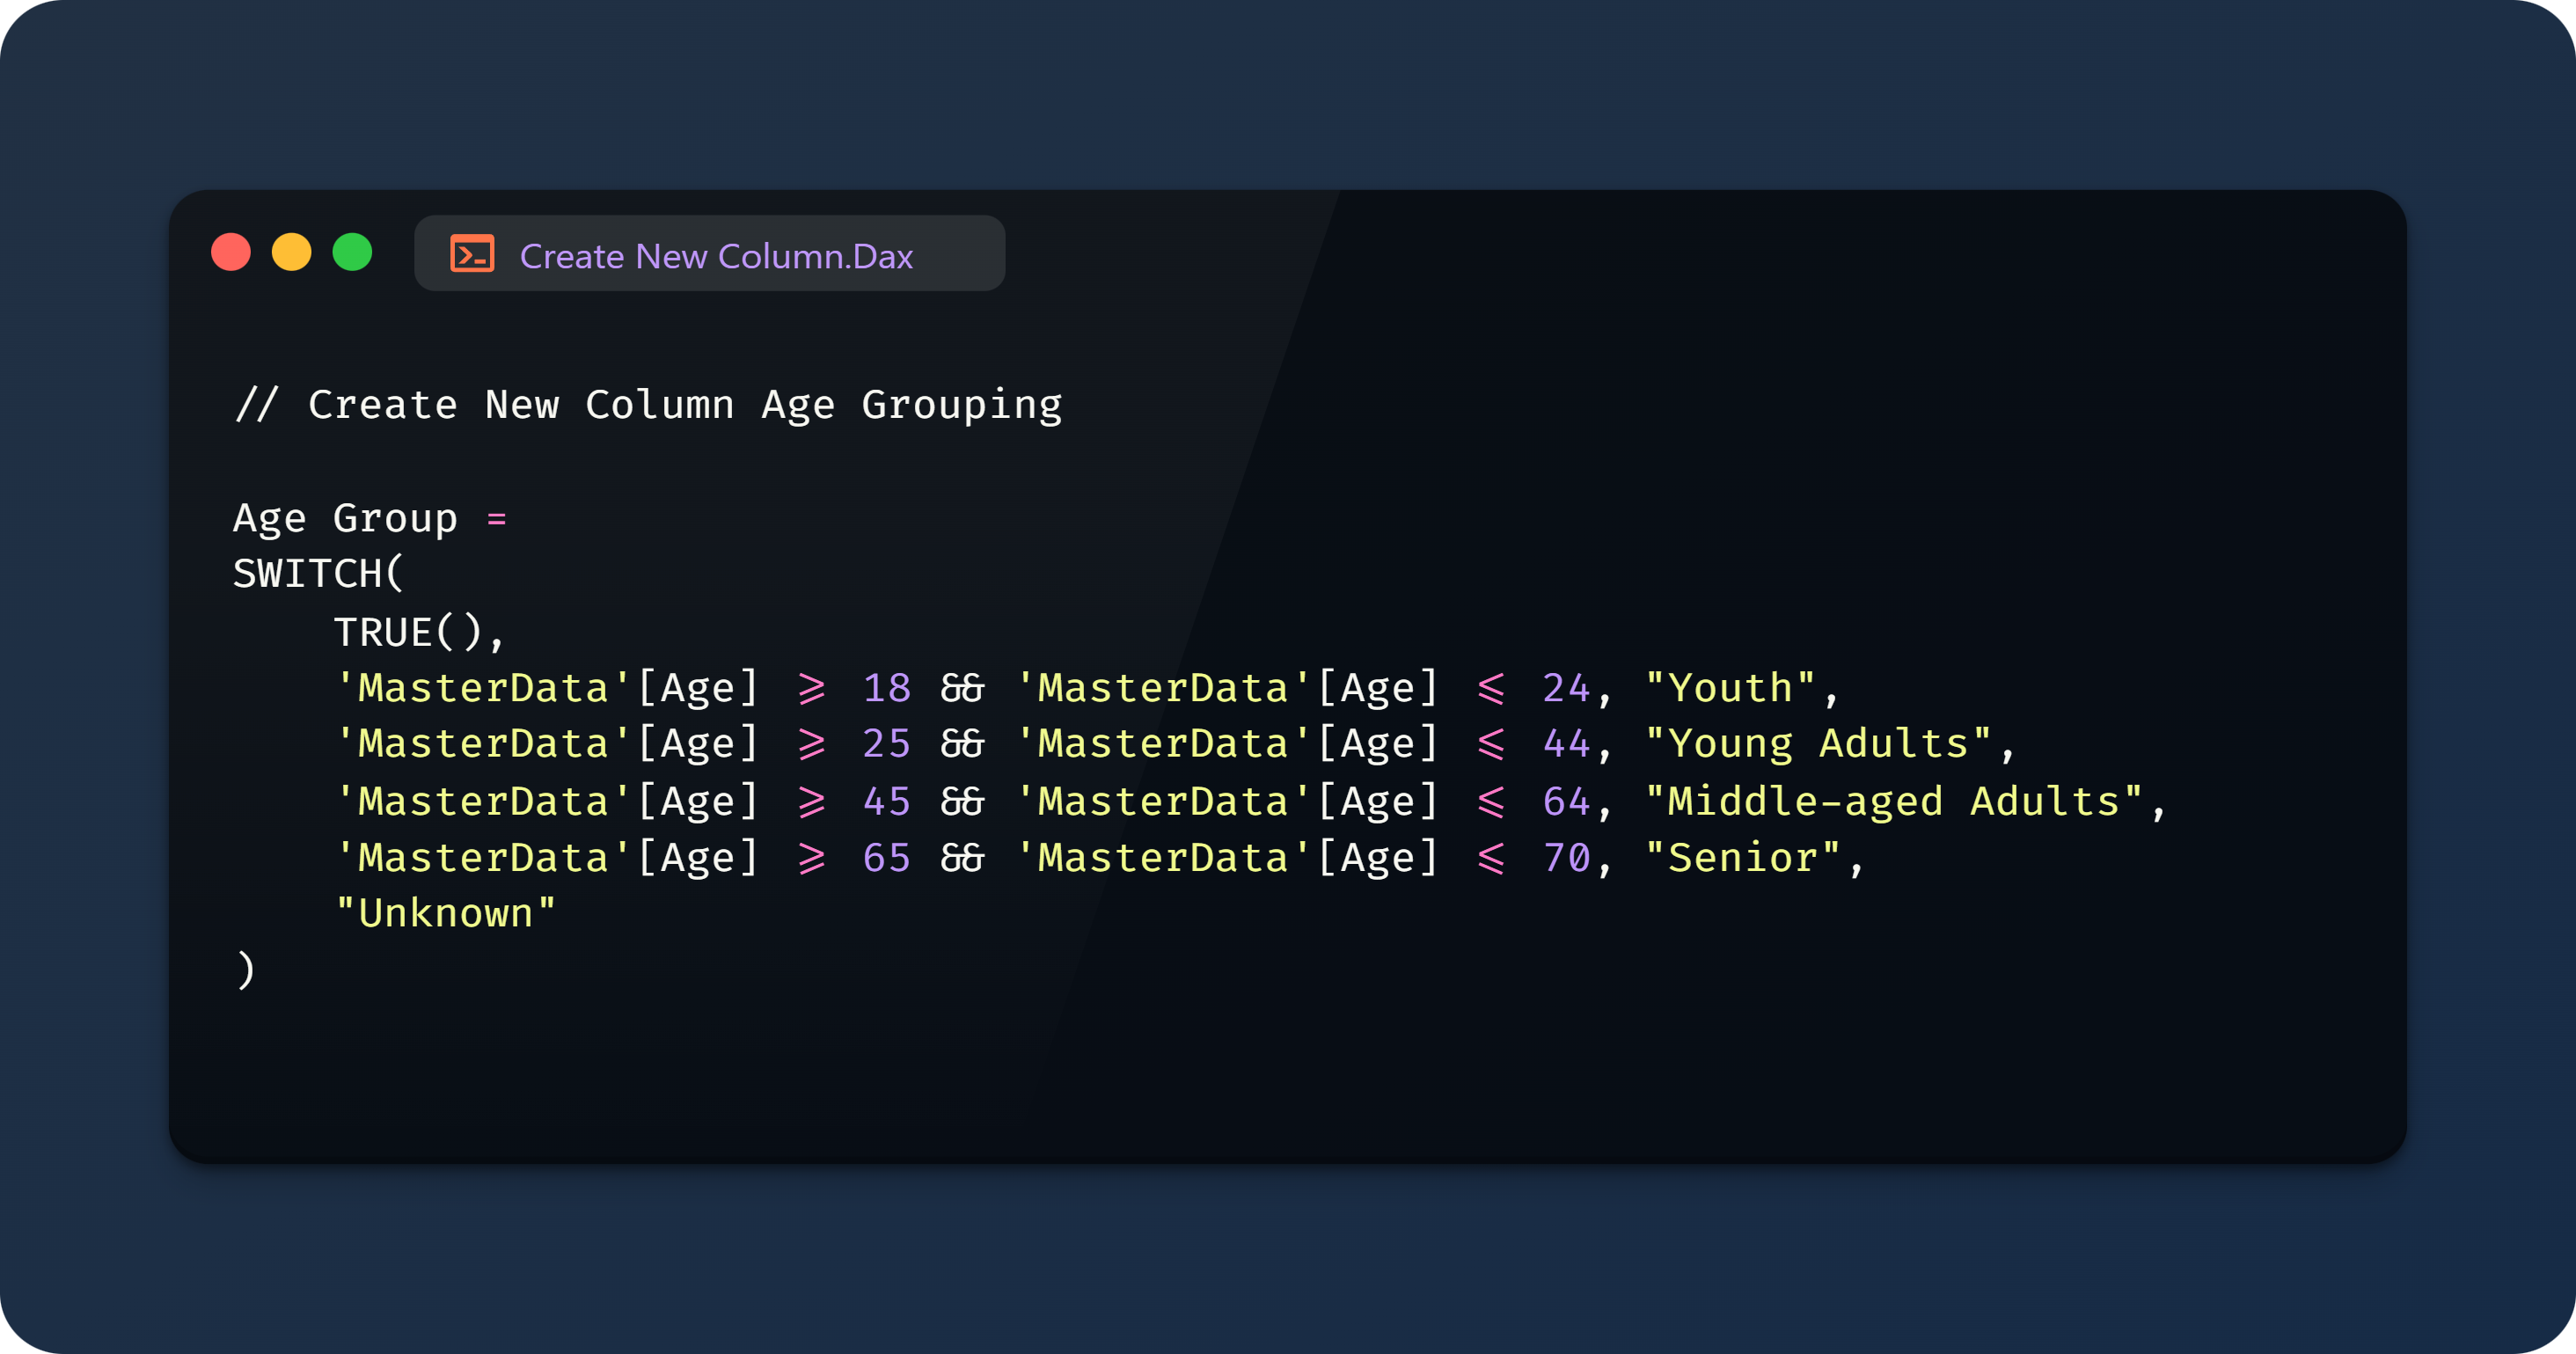 Create New Column.Dax
// Create New Column Age Grouping
Age Group =
SWITCH(
TRUE(),
'MasterData'[Age] >= 18 && 'MasterData'[Age] <= 24, "Youth",
'MasterData'[Age] >= 25 && 'MasterData'[Age] <= 44, "Young Adults",
'MasterData'[Age] >= 45 && 'MasterData'[Age] <= 64, "Middle-aged Adults",
'MasterData'[Age] >= 65 && 'MasterData'[Age] <= 70, "Senior",
"Unknown"
)